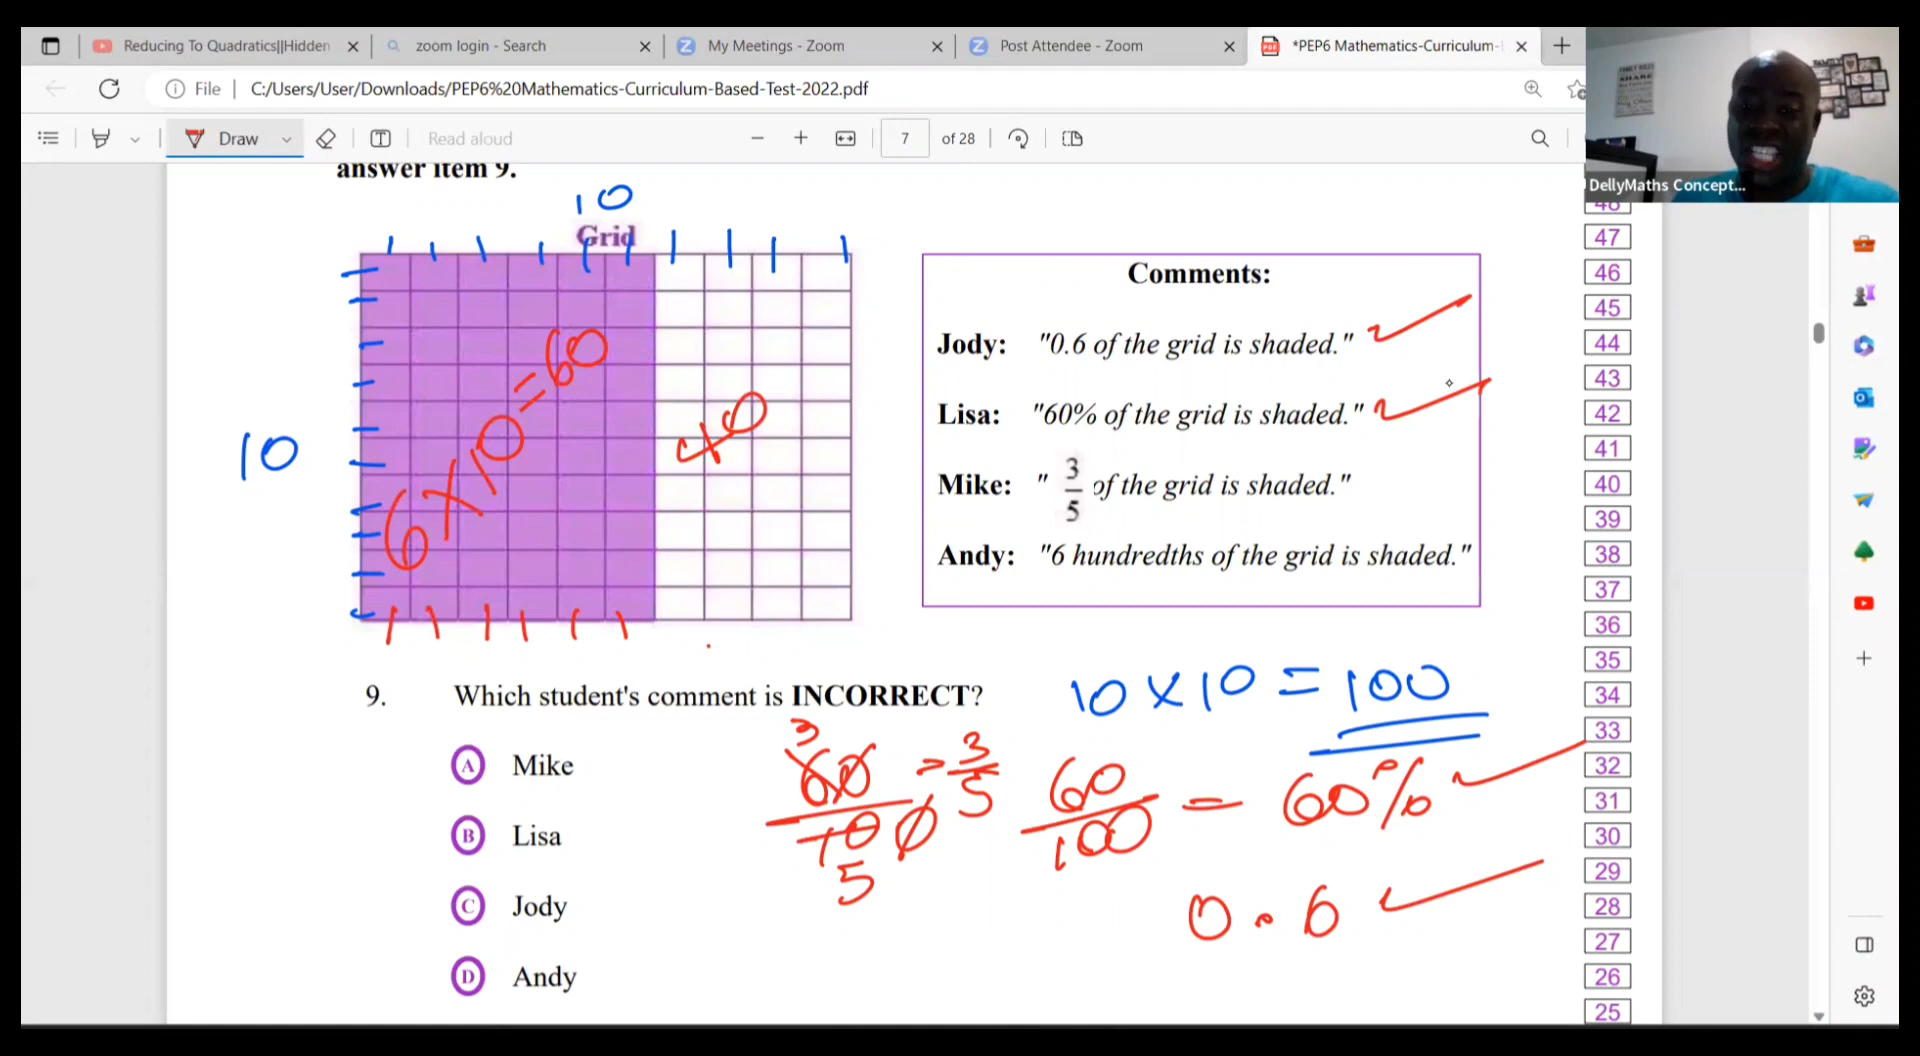 Reducing To Quadratics||Hidden
zoom login - Search
My Meetings - Zoom
Post Attendee - Zoom
*PEP6 Mathematics-Curriculum-
File
C:/Users/User/Downloads/PEP6%20Mathematics-Curriculum-Based-Test-2022.pdf
Draw
Read aloud
7 of 28
DellyMaths Concept...
answer item 9.
10
Grid
10
6 x 10 = 60
40
Comments:
Jody: "0.6 of the grid is shaded."
Lisa: "60% of the grid is shaded."
Mike: " 3/5 of the grid is shaded."
Andy: "6 hundredths of the grid is shaded."
9. Which student's comment is INCORRECT?
A Mike
B Lisa
C Jody
D Andy
10 x 10 = 100
3
60/100 = 3/5
5
60/100 = 60%
0.6
48
47
46
45
44
43
42
41
40
39
38
37
36
35
34
33
32
31
30
29
28
27
26
25